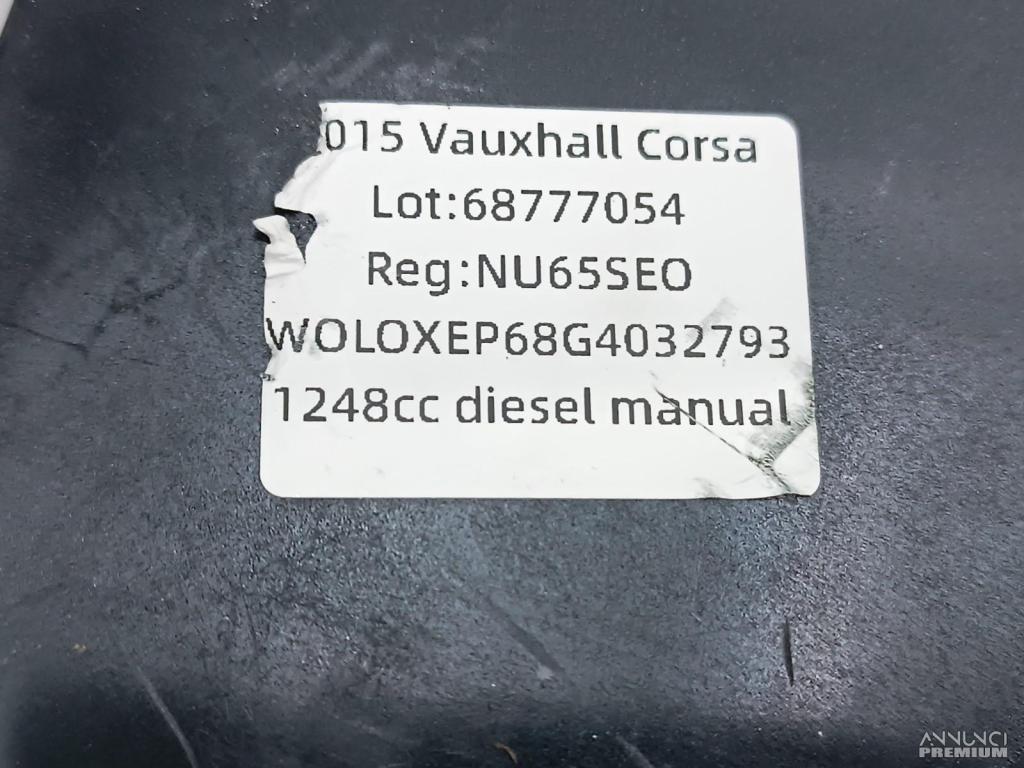 015 Vauxhall Corsa
Lot:68777054
Reg:NU65SEO
WOLOXEP68G4032793
1248cc diesel manual
ANNUNCI
PREMIUM